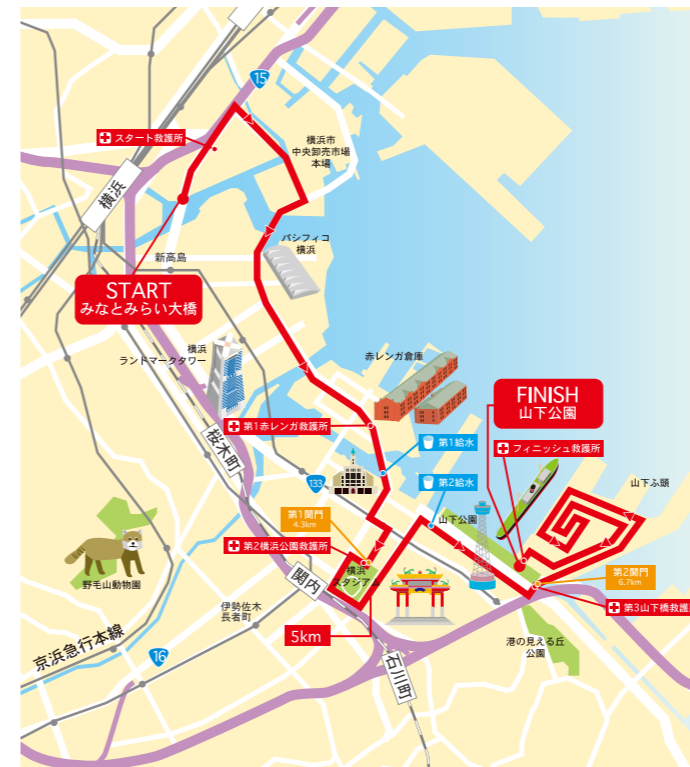 15
スタート救護所
横浜市
中央卸売市場
本場
横浜
パシフィコ
横浜
新高島
START
みなとみらい大橋
横浜
ランドマークタワー
赤レンガ倉庫
FINISH
山下公園
第1赤レンガ救護所
桜木町
第1給水
フィニッシュ救護所
133
第2給水
山下ふ頭
第1関門
4.3km
山下公園
第2横浜公園救護所
横浜
スタジアム
第2関門
6.7km
野毛山動物園
関内
第3山下橋救護
伊勢佐木
長者町
5km
港の見える丘
公園
京浜急行本線
16
石川町